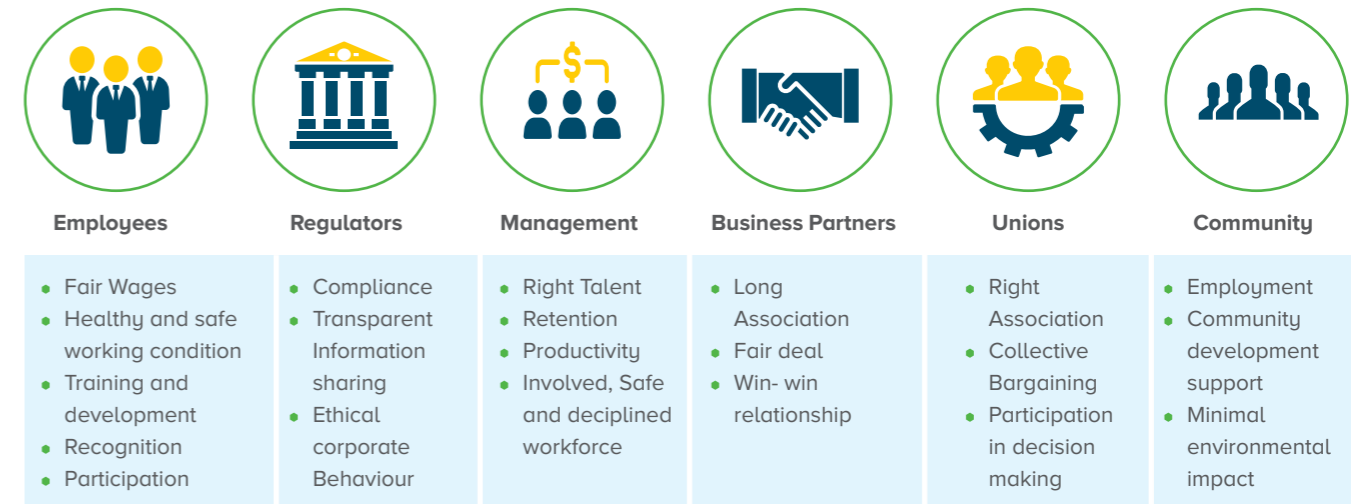 Employees
Fair Wages
Healthy and safe
working condition
Training and
development
Recognition
Participation
Regulators
Compliance
Transparent
Information
sharing
Ethical
corporate
Behaviour
Management
Right Talent
Retention
Productivity
Involved, Safe
and deciplined
workforce
Business Partners
Long
Association
Fair deal
Win- win
relationship
Unions
Right
Association
Collective
Bargaining
Participation
in decision
making
Community
Employment
Community
development
support
Minimal
environmental
impact